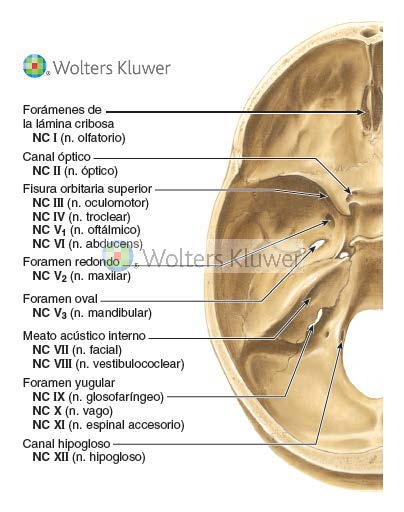 Wolters Kluwer
Forámenes de
la lámina cribosa
NC I (n. olfatorio)
Canal óptico
NC II (n. óptico)
Fisura orbitaria superior
NC III (n. oculomotor)
NC IV (n. troclear)
NC V₁ (n. oftálmico)
NC VI (n. abducens)
Wolters Kluwer
Foramen redondo
NC V₂ (n. maxilar)
Foramen oval
NC V₃ (n. mandibular)
Meato acústico interno
NC VII (n. facial)
NC VIII (n. vestibulococlear)
Foramen yugular
NC IX (n. glosofaríngeo)
NC X (n. vago)
NC XI (n. espinal accesorio)
Canal hipogloso
NC XII (n. hipogloso)